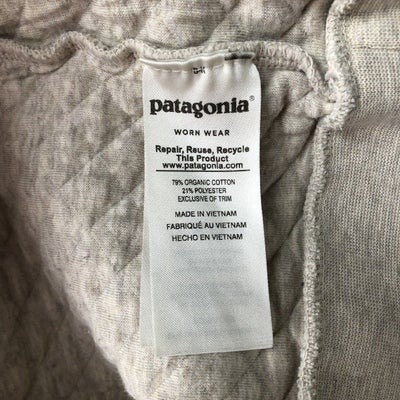 patagonia®
WORN WEAR
Repair, Reuse, Recycle
This Product
www.patagonia.com
79% ORGANIC COTTON
21% POLYESTER
EXCLUSIVE OF TRIM
MADE IN VIETNAM
FABRIQUÉ AU VIETNAM
HECHO EN VIETNAM